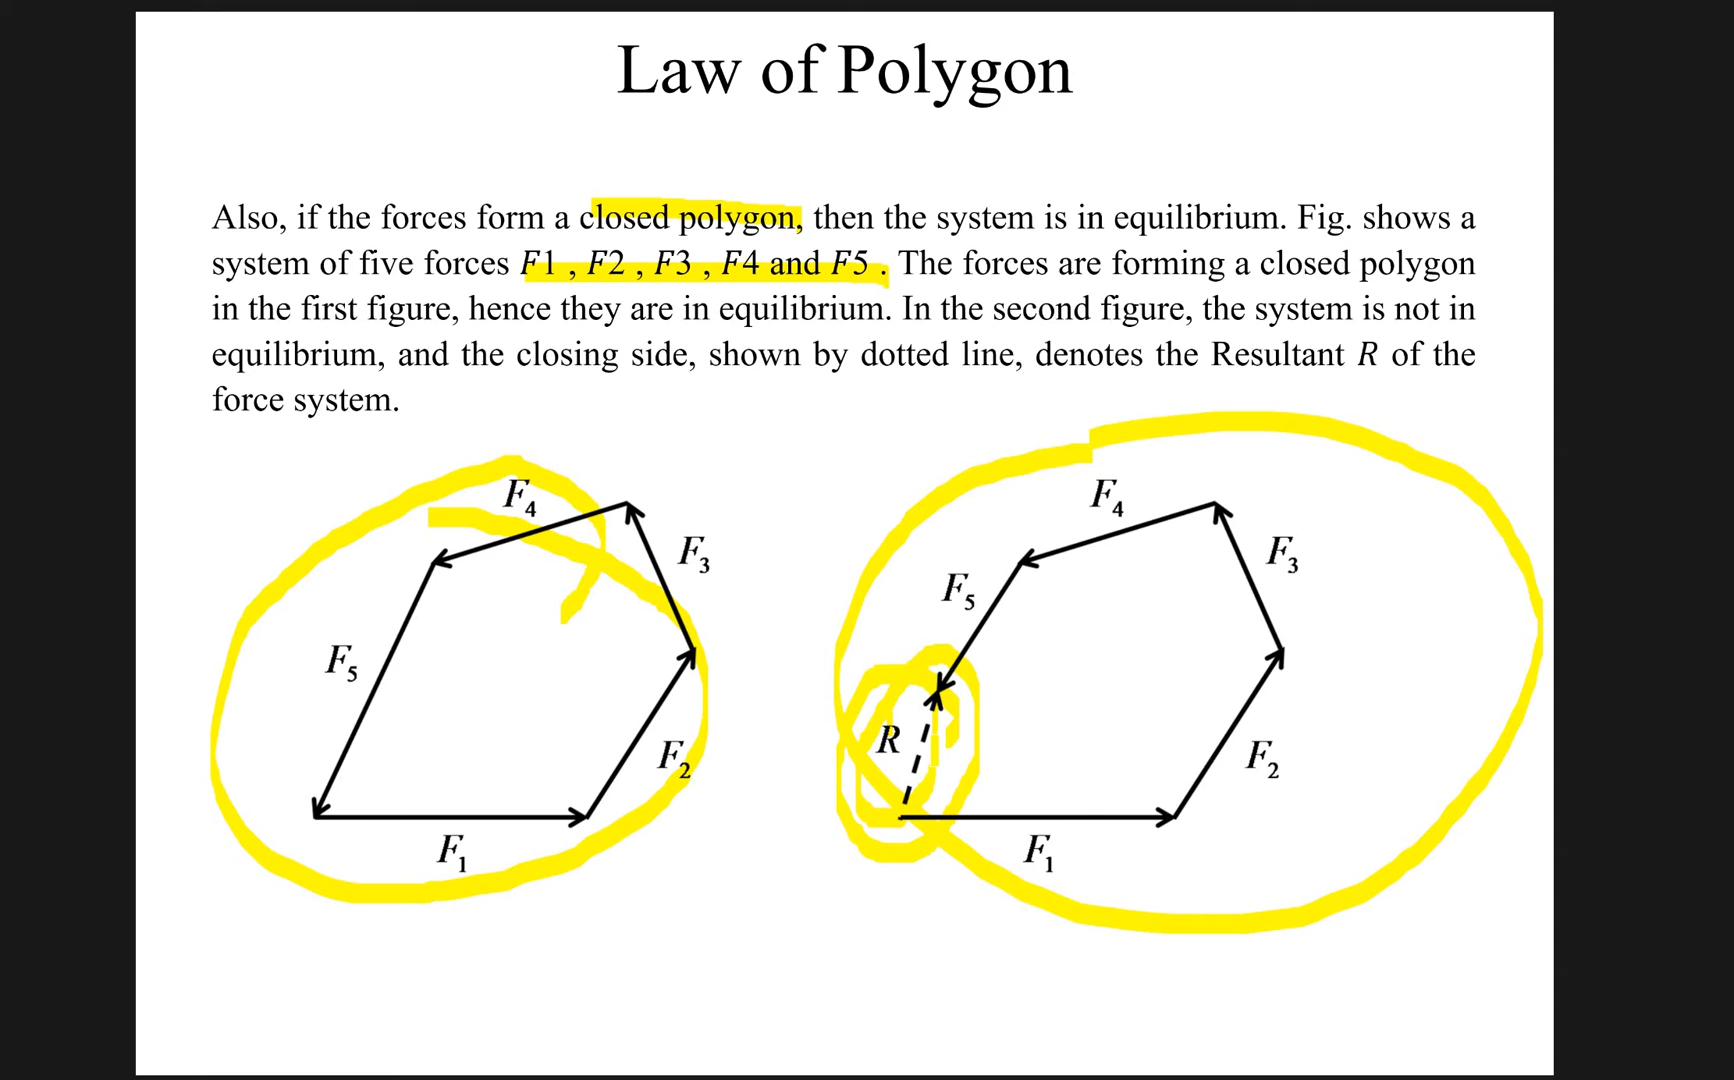 Law of Polygon
Also, if the forces form a closed polygon, then the system is in equilibrium. Fig. shows a
system of five forces F1 , F2 , F3 , F4 and F5 . The forces are forming a closed polygon
in the first figure, hence they are in equilibrium. In the second figure, the system is not in
equilibrium, and the closing side, shown by dotted line, denotes the Resultant R of the
force system.
F4
F3
F5
F2
F1
F4
F3
F5
R
F2
F1